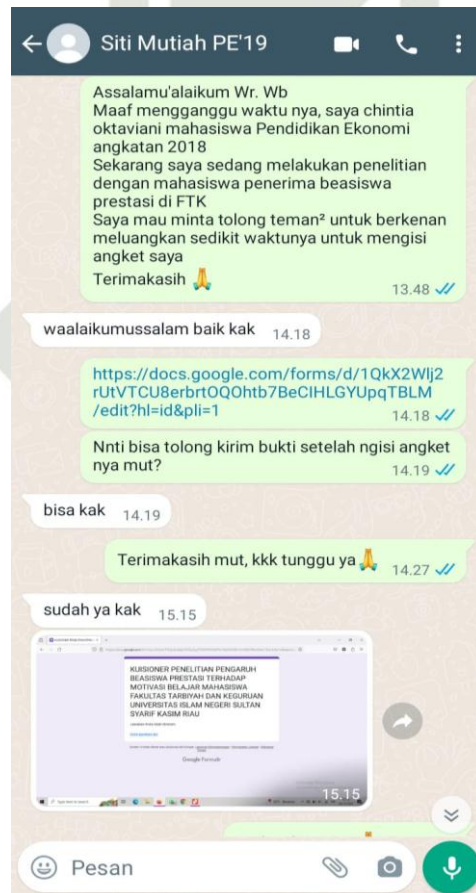 Siti Mutiah PE'19
Assalamu'alaikum Wr. Wb
Maaf mengganggu waktu nya, saya chintia
oktaviani mahasiswa Pendidikan Ekonomi
angkatan 2018
Sekarang saya sedang melakukan penelitian
dengan mahasiswa penerima beasiswa
prestasi di FTK
Saya mau minta tolong teman² untuk berkenan
meluangkan sedikit waktunya untuk mengisi
angket saya
Terimakasih 🙏
13.48
waalaikumussalam baik kak 14.18
https://docs.google.com/forms/d/1QkX2Wlj2
rUtVTCU8erbrtOQOhtb7BeCIHLGYUpqTBLM
/edit?hl=id&pli=1
14.18
Nnti bisa tolong kirim bukti setelah ngisi angket
nya mut?
14.19
bisa kak 14.19
Terimakasih mut, kkk tunggu ya 🙏 14.27
sudah ya kak 15.15
KUISIONER PENELITIAN PENGARUH
BEASISWA PRESTASI TERHADAP
MOTIVASI BELAJAR MAHASISWA
FAKULTAS TARBIYAH DAN KEGURUAN
UNIVERSITAS ISLAM NEGERI SULTAN
SYARIF KASIM RIAU
Google Formulir
15.15
Pesan